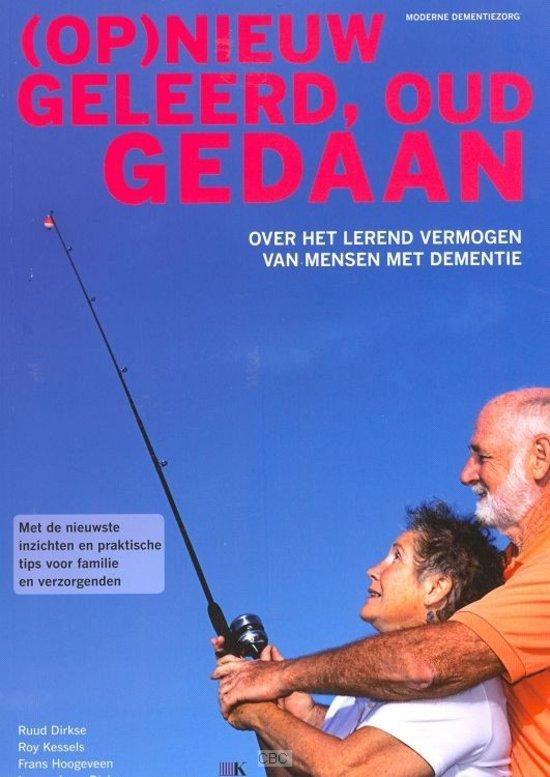 MODERNE DEMENTIEZORG
(OP)NIEUW
GELEERD, OUD
GEDAAN
OVER HET LEREND VERMOGEN
VAN MENSEN MET DEMENTIE
Met de nieuwste
inzichten en praktische
tips voor familie
en verzorgenden
Ruud Dirkse
Roy Kessels
Frans Hoogeveen
K
CBC